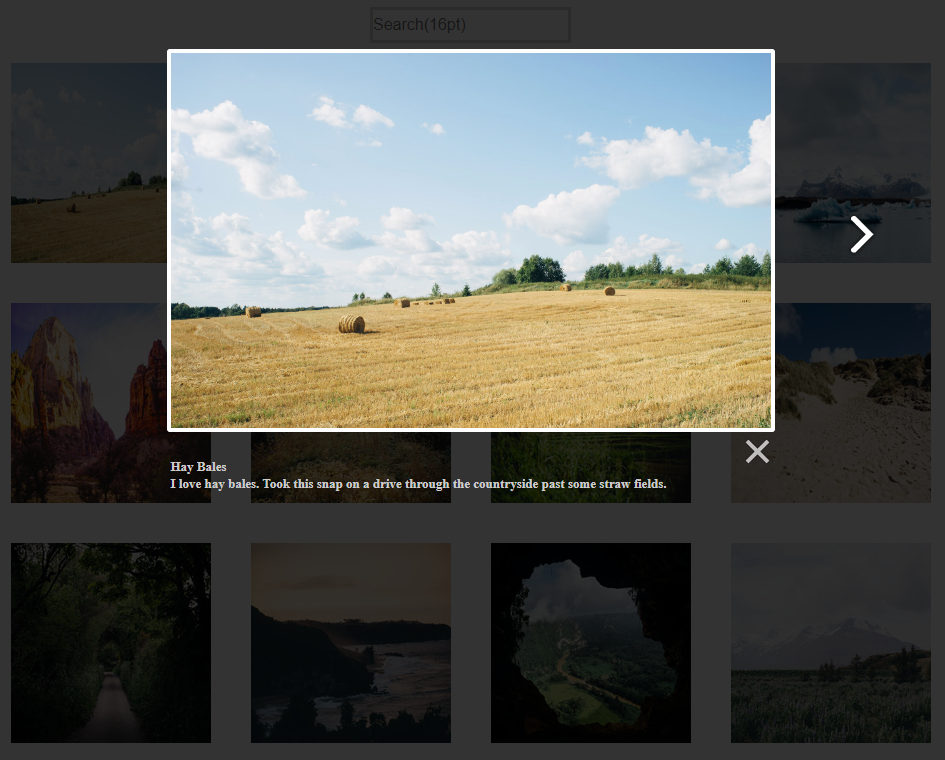 Search(16pt)
Hay Bales
I love hay bales. Took this snap on a drive through the countryside past some straw fields.